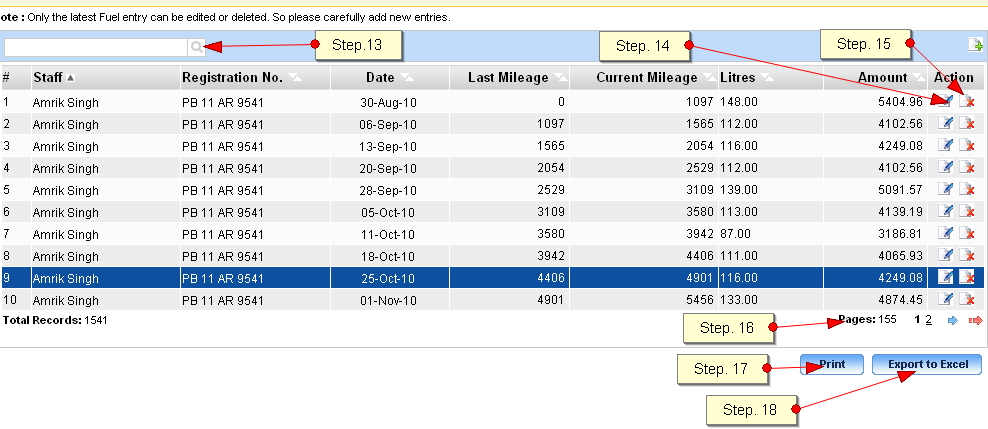 ote : Only the latest Fuel entry can be edited or deleted. So please carefully add new entries.
Step.13 Step. 14 Step. 15
# Staff Registration No. Date Last Mileage Current Mileage Litres Amount Action
1 Amrik Singh PB 11 AR 9541 30-Aug-10 0 1097 148.00 5404.96
2 Amrik Singh PB 11 AR 9541 06-Sep-10 1097 1565 112.00 4102.56
3 Amrik Singh PB 11 AR 9541 13-Sep-10 1565 2054 116.00 4249.08
4 Amrik Singh PB 11 AR 9541 20-Sep-10 2054 2529 112.00 4102.56
5 Amrik Singh PB 11 AR 9541 28-Sep-10 2529 3109 139.00 5091.57
6 Amrik Singh PB 11 AR 9541 05-Oct-10 3109 3580 113.00 4139.19
7 Amrik Singh PB 11 AR 9541 11-Oct-10 3580 3942 87.00 3186.81
8 Amrik Singh PB 11 AR 9541 18-Oct-10 3942 4406 111.00 4065.93
9 Amrik Singh PB 11 AR 9541 25-Oct-10 4406 4901 116.00 4249.08
10 Amrik Singh PB 11 AR 9541 01-Nov-10 4901 5456 133.00 4874.45
Total Records: 1541 Pages: 155 1 2
Step. 16
Step. 17 Print Export to Excel
Step. 18